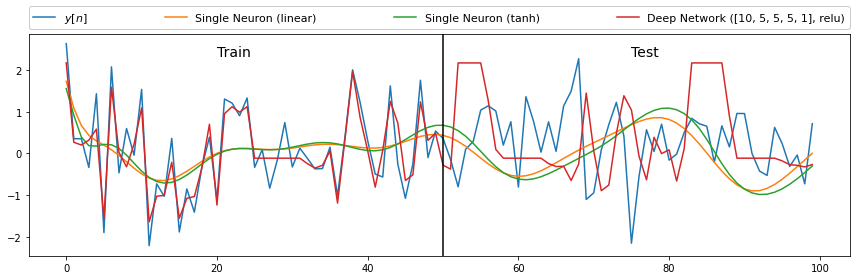 y[n] Single Neuron (linear) Single Neuron (tanh) Deep Network ([10, 5, 5, 5, 1], relu)
Train Test
2
1
0
−1
−2
0 20 40 60 80 100